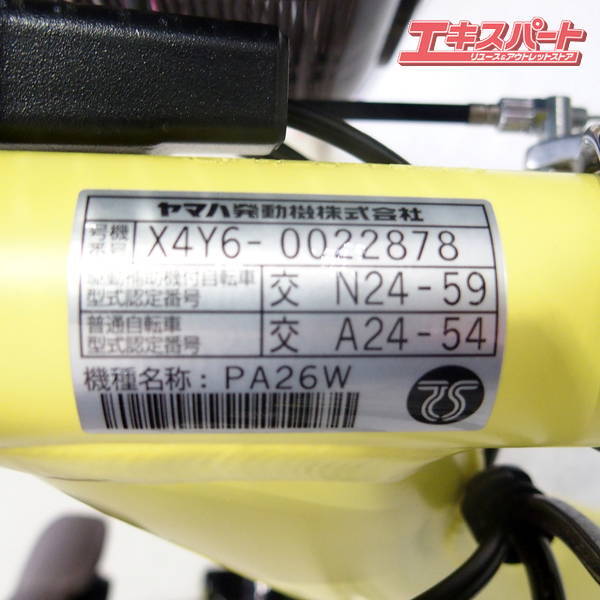 エキスパート
リユース&アウトレットストア
ヤマハ発動機株式会社
号機番号 X4Y6-0022878
駆動補助機付自転車
型式認定番号 交 N24-59
普通自転車
型式認定番号 交 A24-54
機種名称：PA26W